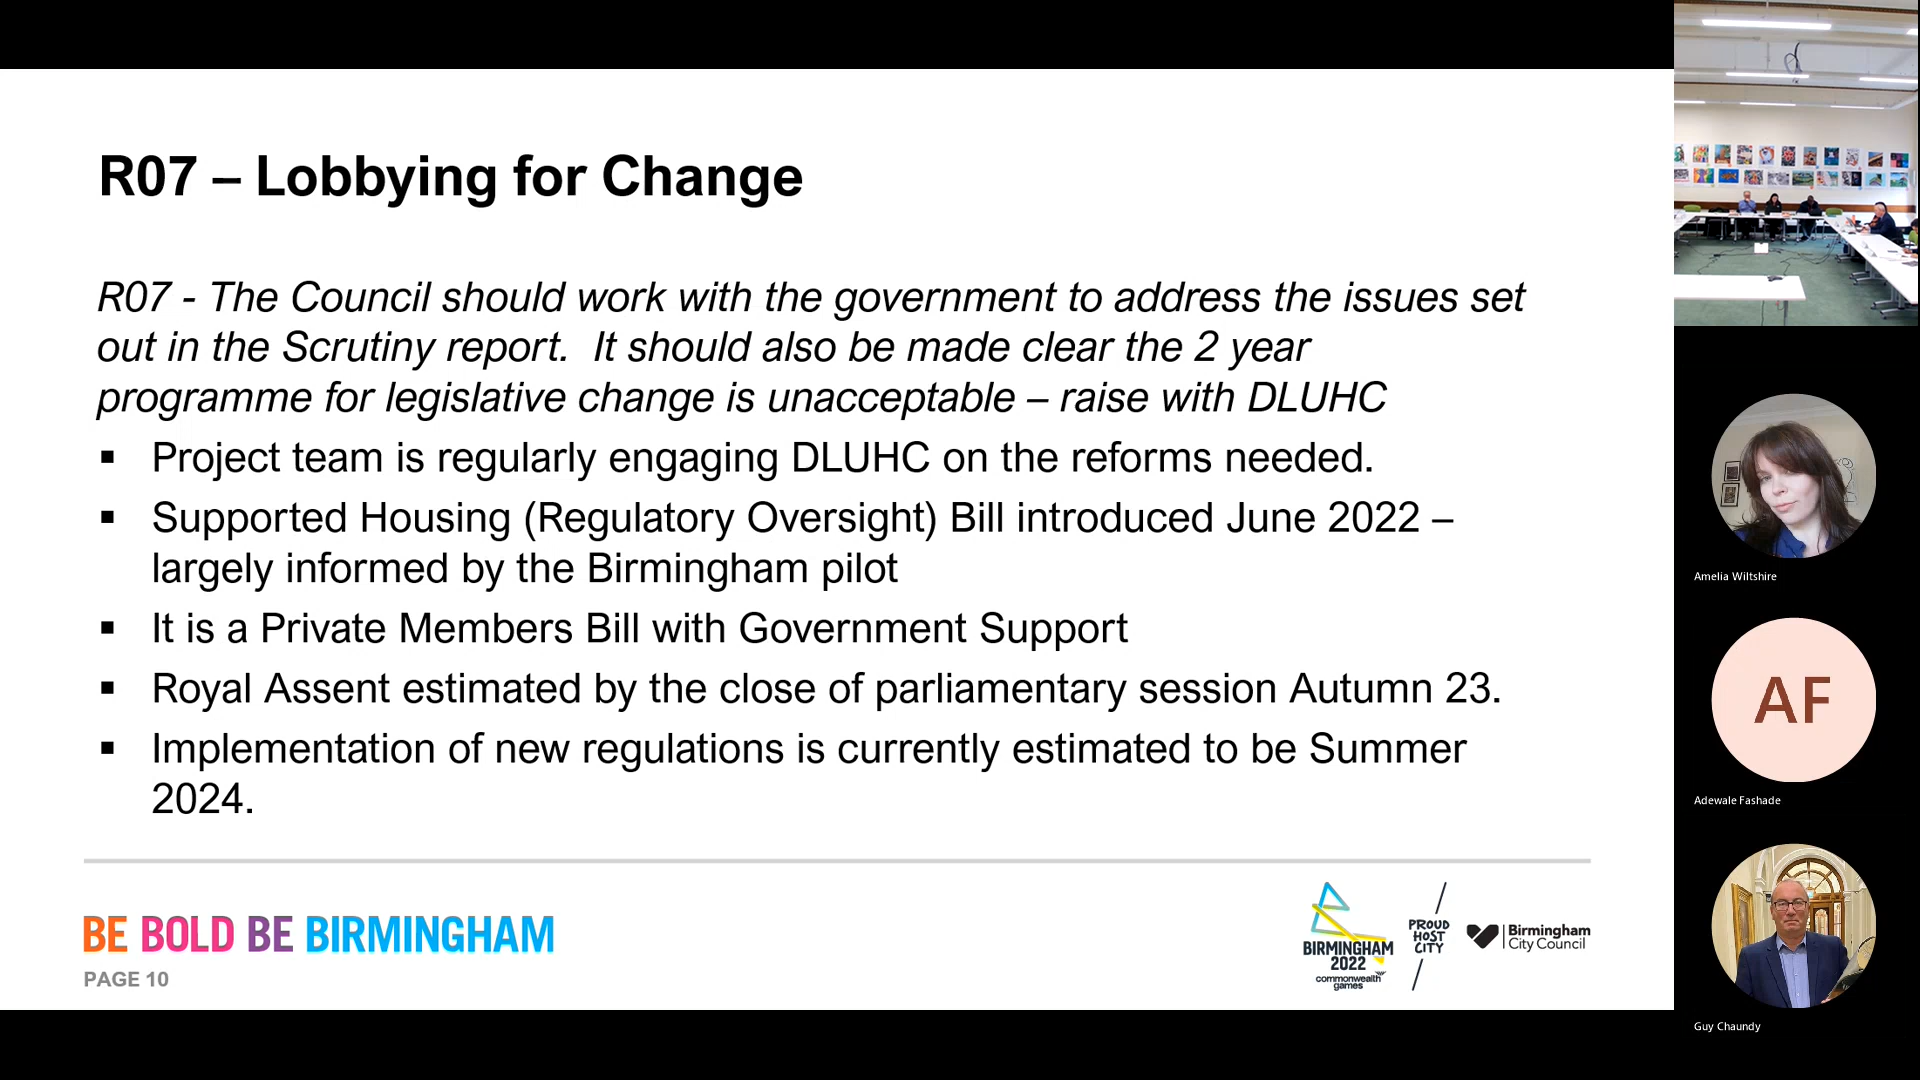 R07 – Lobbying for Change
R07 - The Council should work with the government to address the issues set
out in the Scrutiny report.  It should also be made clear the 2 year
programme for legislative change is unacceptable – raise with DLUHC
▪ Project team is regularly engaging DLUHC on the reforms needed.
▪ Supported Housing (Regulatory Oversight) Bill introduced June 2022 –
largely informed by the Birmingham pilot
▪ It is a Private Members Bill with Government Support
▪ Royal Assent estimated by the close of parliamentary session Autumn 23.
▪ Implementation of new regulations is currently estimated to be Summer
2024.
BE BOLD BE BIRMINGHAM
PAGE 10
BIRMINGHAM
2022
commonwealth
games
PROUD
HOST
CITY
Birmingham
City Council
Amelia Wiltshire
AF
Adewale Fashade
Guy Chaundy